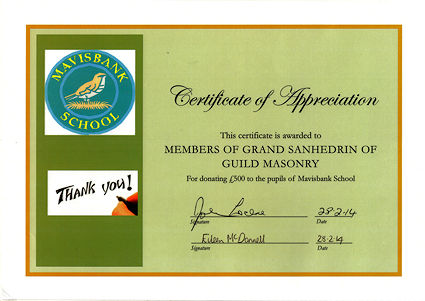 MAVISBANK
SCHOOL
Certificate of Appreciation
This certificate is awarded to
MEMBERS OF GRAND SANHEDRIN OF
GUILD MASONRY
For donating £500 to the pupils of Mavisbank School
THANK YOU!
28-2-14
Signature Date
Eileen McDonnell 28-2-14
Signature Date